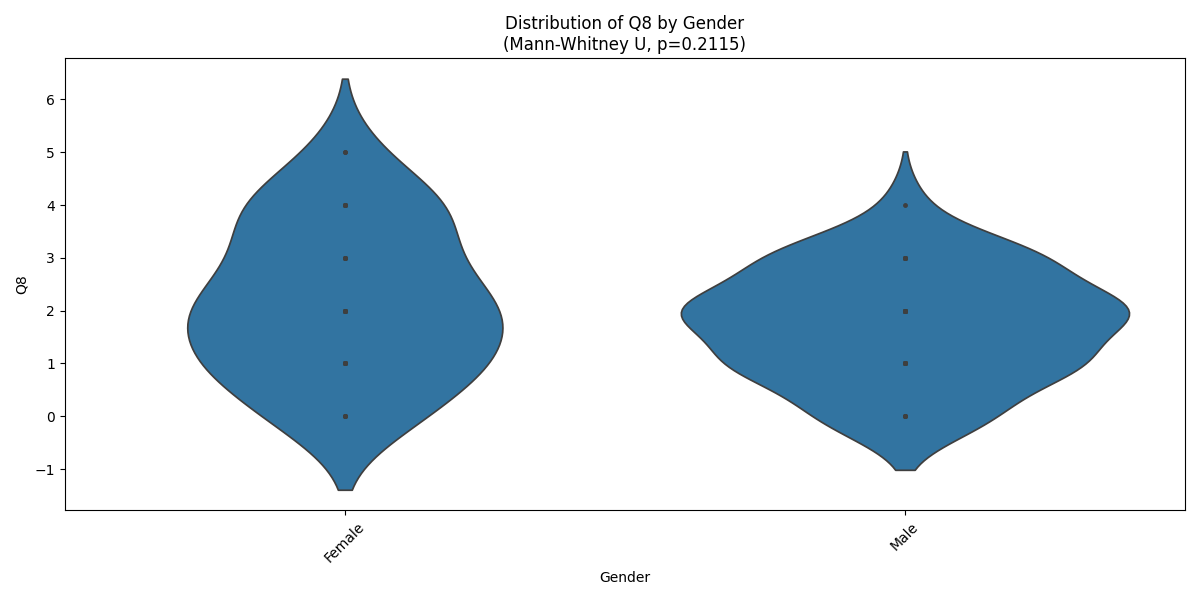 Distribution of Q8 by Gender
(Mann-Whitney U, p=0.2115)
6
5
4
3
2
1
0
−1
Q8
Female
Male
Gender